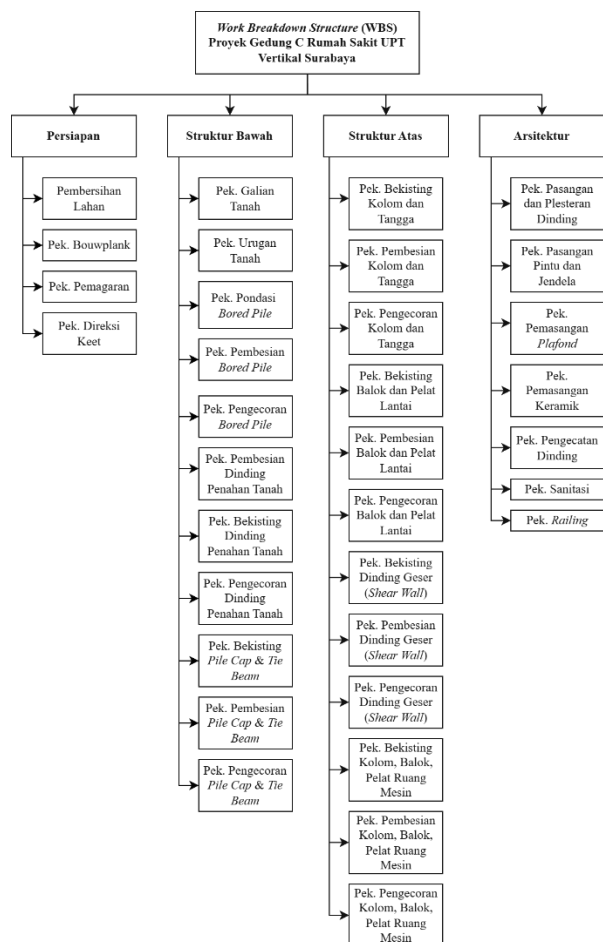 Work Breakdown Structure (WBS)
Proyek Gedung C Rumah Sakit UPT
Vertikal Surabaya
Persiapan
Pembersihan
Lahan
Pek. Bouwplank
Pek. Pemagaran
Pek. Direksi
Keet
Struktur Bawah
Pek. Galian
Tanah
Pek. Urugan
Tanah
Pek. Pondasi
Bored Pile
Pek. Pembesian
Bored Pile
Pek. Pengecoran
Bored Pile
Pek. Pembesian
Dinding
Penahan Tanah
Pek. Bekisting
Dinding
Penahan Tanah
Pek. Pengecoran
Dinding
Penahan Tanah
Pek. Bekisting
Pile Cap & Tie
Beam
Pek. Pembesian
Pile Cap & Tie
Beam
Pek. Pengecoran
Pile Cap & Tie
Beam
Struktur Atas
Pek. Bekisting
Kolom dan
Tangga
Pek. Pembesian
Kolom dan
Tangga
Pek. Pengecoran
Kolom dan
Tangga
Pek. Bekisting
Balok dan Pelat
Lantai
Pek. Pembesian
Balok dan Pelat
Lantai
Pek. Pengecoran
Balok dan Pelat
Lantai
Pek. Bekisting
Dinding Geser
(Shear Wall)
Pek. Pembesian
Dinding Geser
(Shear Wall)
Pek. Pengecoran
Dinding Geser
(Shear Wall)
Pek. Bekisting
Kolom, Balok,
Pelat Ruang
Mesin
Pek. Pembesian
Kolom, Balok,
Pelat Ruang
Mesin
Pek. Pengecoran
Kolom, Balok,
Pelat Ruang
Mesin
Arsitektur
Pek. Pasangan
dan Plesteran
Dinding
Pek. Pasangan
Pintu dan
Jendela
Pek.
Pemasangan
Plafond
Pek.
Pemasangan
Keramik
Pek. Pengecatan
Dinding
Pek. Sanitasi
Pek. Railing